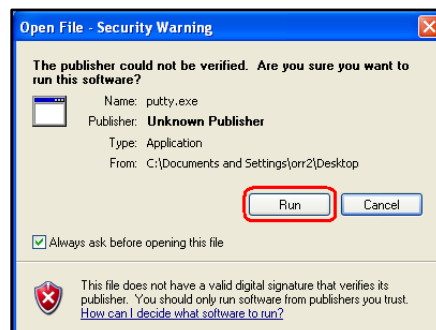 Open File - Security Warning
The publisher could not be verified. Are you sure you want to
run this software?
Name: putty.exe
Publisher: Unknown Publisher
Type: Application
From: C:\Documents and Settings\orr2\Desktop
Run Cancel
Always ask before opening this file
This file does not have a valid digital signature that verifies its
publisher. You should only run software from publishers you trust.
How can I decide what software to run?